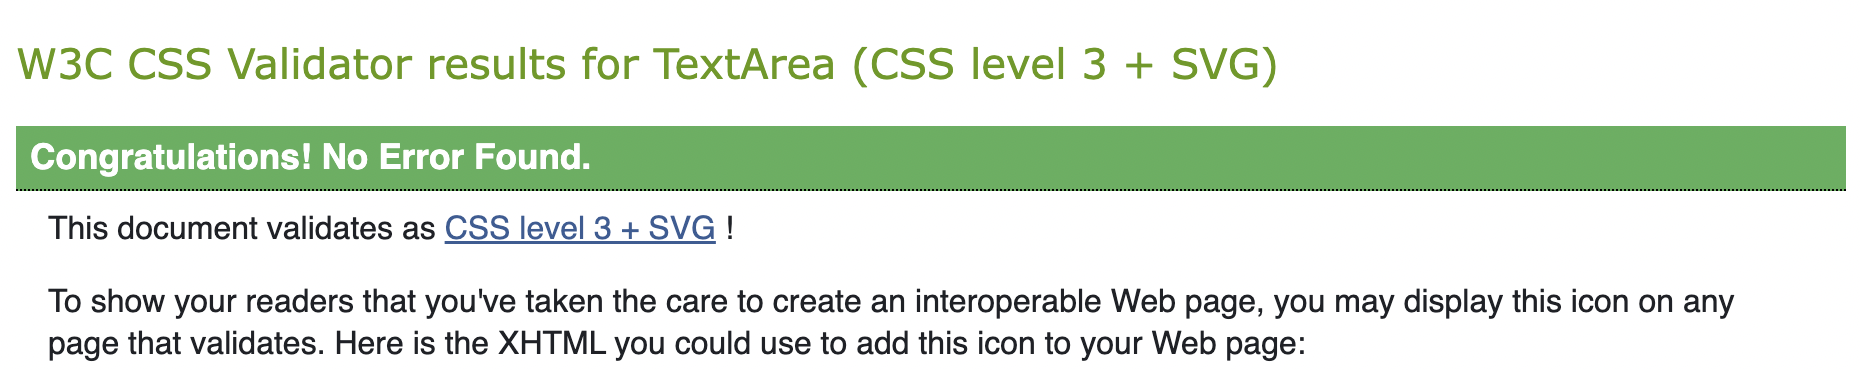 W3C CSS Validator results for TextArea (CSS level 3 + SVG)
Congratulations! No Error Found.
This document validates as CSS level 3 + SVG !
To show your readers that you've taken the care to create an interoperable Web page, you may display this icon on any
page that validates. Here is the XHTML you could use to add this icon to your Web page: